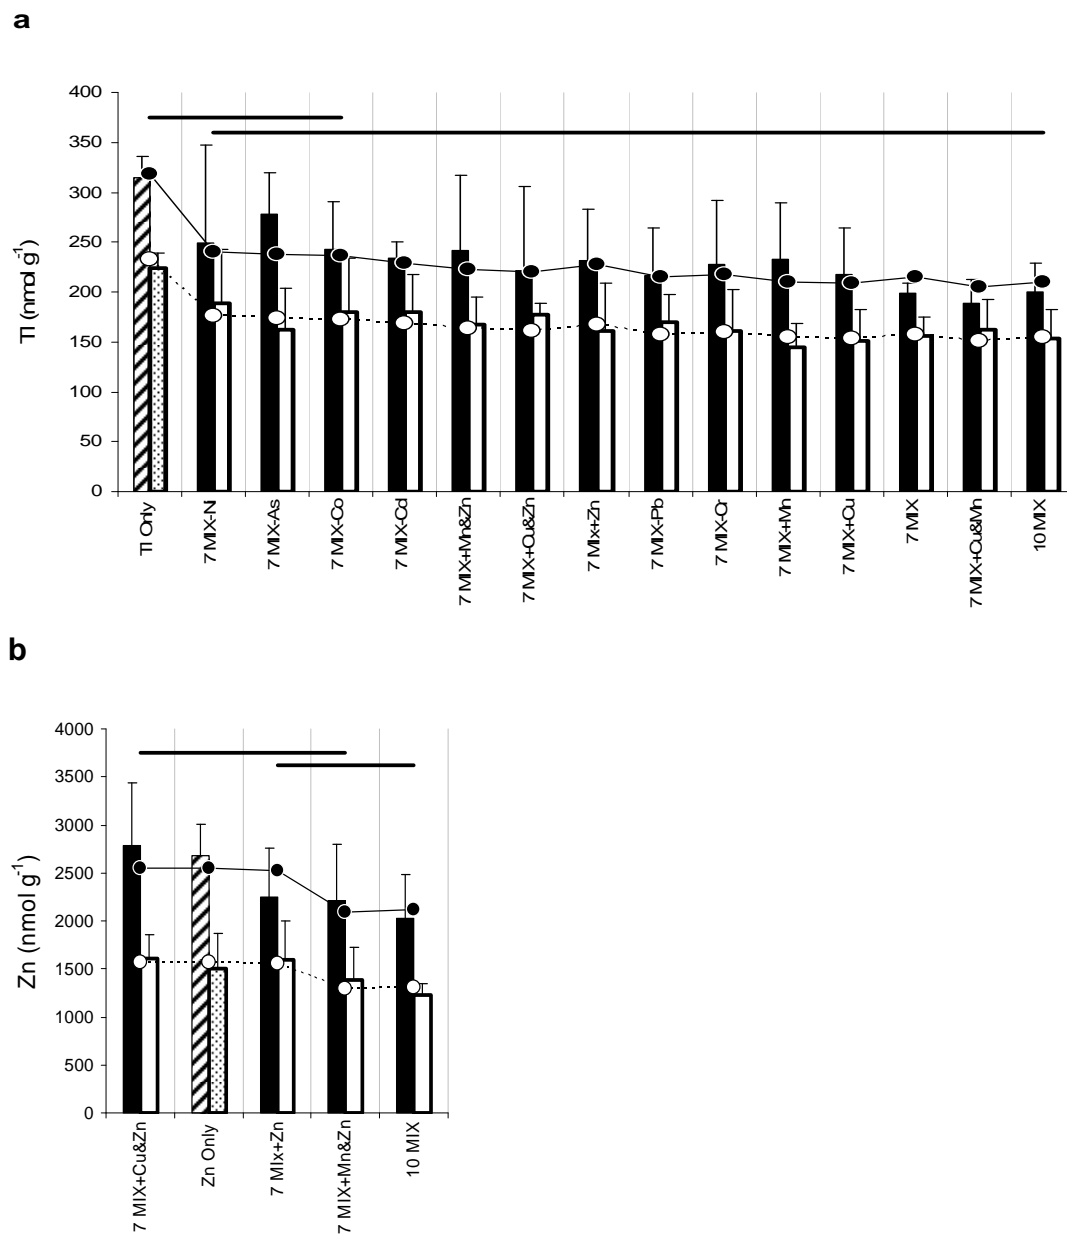 a
400
350
300
250
200
150
100
50
0
Tl (nmol g-1)
Tl Only
7 MIX-Ni
7 MIX-As
7 MIX-Co
7 MIX-Cd
7 MIX+Mn&Zn
7 MIX+Cu&Zn
7 MIx+Zn
7 MIX-Pb
7 MIX-Cr
7 MIX+Mn
7 MIX+Cu
7 MIX
7 MIX+Cu&Mn
10 MIX
b
4000
3500
3000
2500
2000
1500
1000
500
0
Zn (nmol g-1)
7 MIX+Cu&Zn
Zn Only
7 MIx+Zn
7 MIX+Mn&Zn
10 MIX